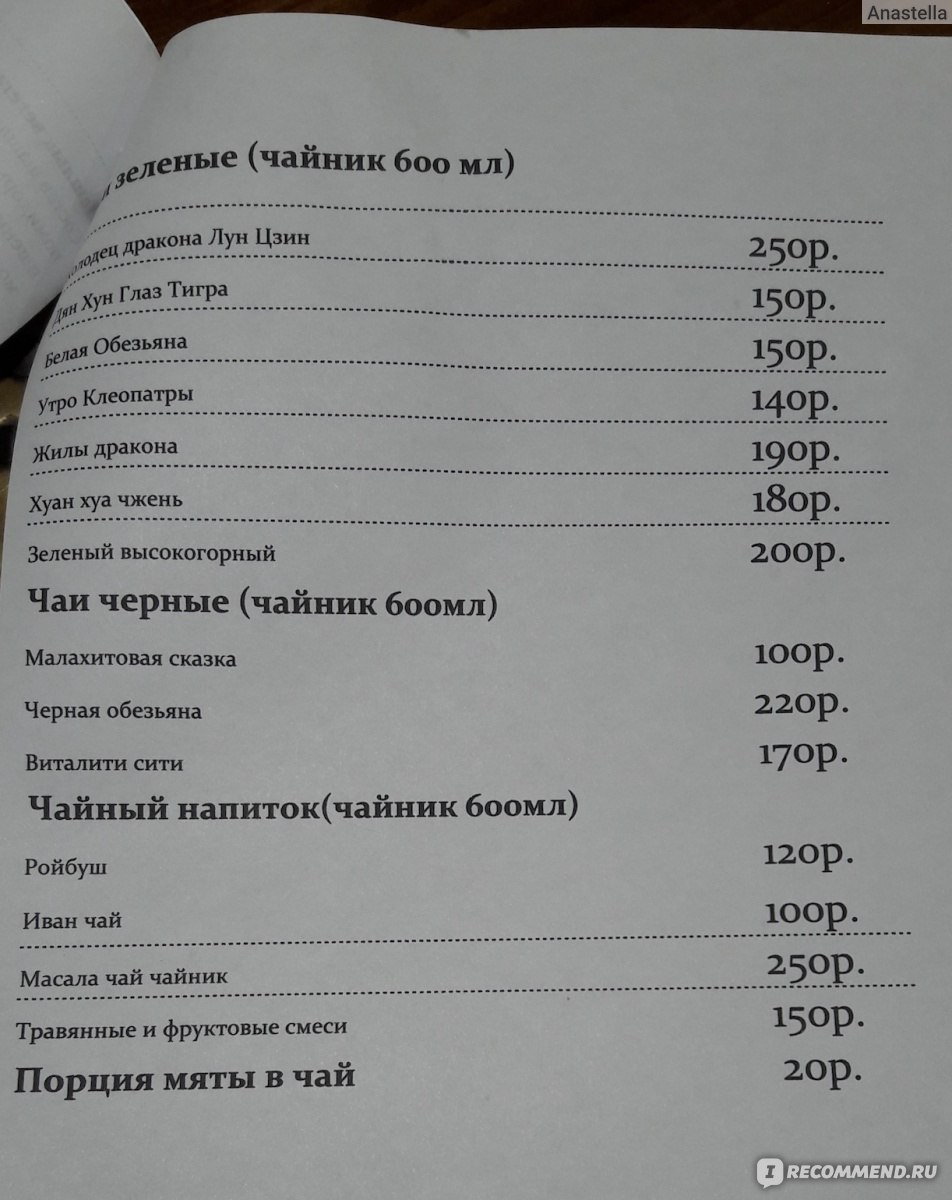 Anastella
зеленые (чайник 600 мл)
дракона Лун Цзин 250р.
Дян Хун Глаз Тигра 150р.
Белая Обезьяна 150р.
Утро Клеопатры 140р.
Жилы дракона 190р.
Хуан хуа чжень 180р.
Зеленый высокогорный 200р.
Чаи черные (чайник 600мл)
Малахитовая сказка 100р.
Черная обезьяна 220р.
Виталити сити 170р.
Чайный напиток(чайник 600мл)
Ройбуш 120р.
Иван чай 100р.
Масала чай чайник 250р.
Травянные и фруктовые смеси 150р.
Порция мяты в чай 20р.
IRECOMMEND.RU